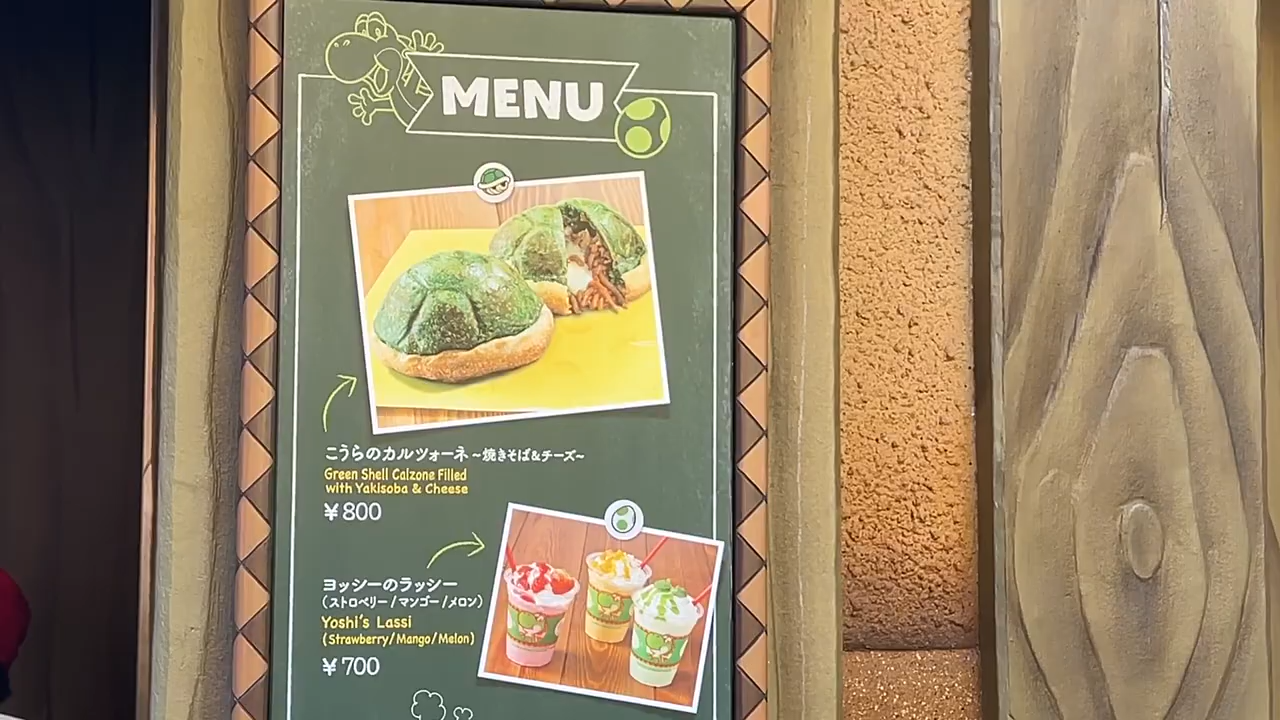 MENU
こうらのカルツォーネ ~焼きそば&チーズ~
Green Shell Calzone Filled
with Yakisoba & Cheese
¥800
ヨッシーのラッシー
(ストロベリー/マンゴー/メロン)
Yoshi's Lassi
(Strawberry/Mango/Melon)
¥700